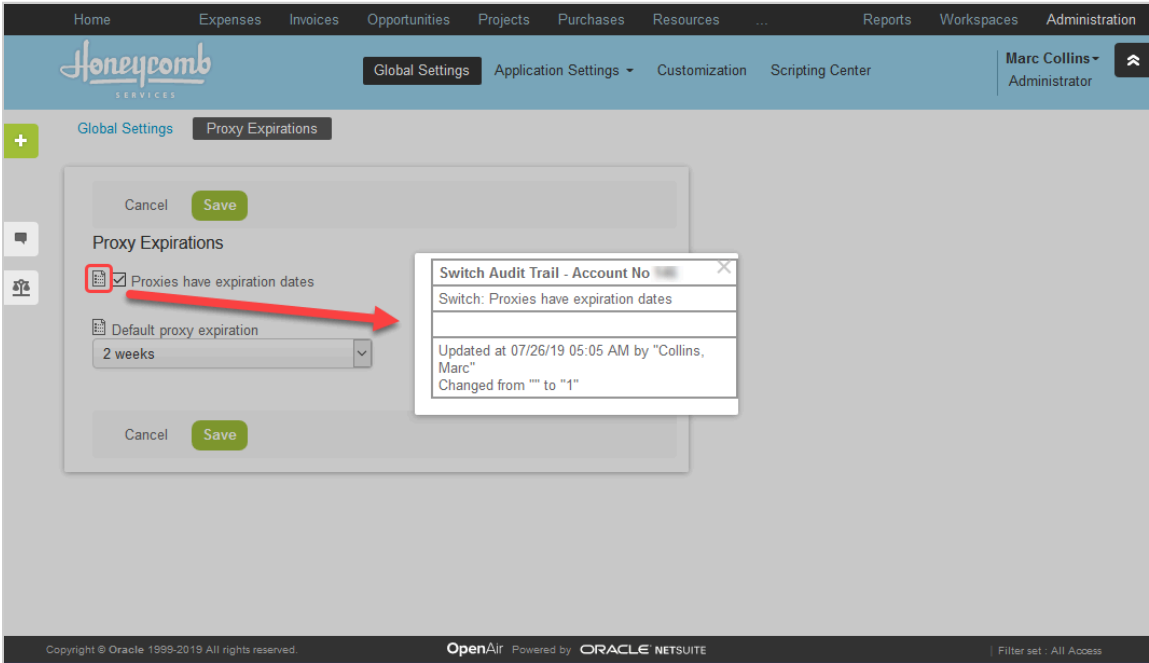 Home Expenses Invoices Opportunities Projects Purchases Resources ... Reports Workspaces Administration
Honeycomb
SERVICES
Global Settings Application Settings Customization Scripting Center
Marc Collins
Administrator
Global Settings Proxy Expirations
Cancel Save
Proxy Expirations
Proxies have expiration dates
Default proxy expiration
2 weeks
Cancel Save
Switch Audit Trail - Account No
Switch: Proxies have expiration dates
Updated at 07/26/19 05:05 AM by "Collins,
Marc"
Changed from "" to "1"
Copyright © Oracle 1999-2019 All rights reserved. OpenAir Powered by ORACLE NETSUITE | Filter set : All Access